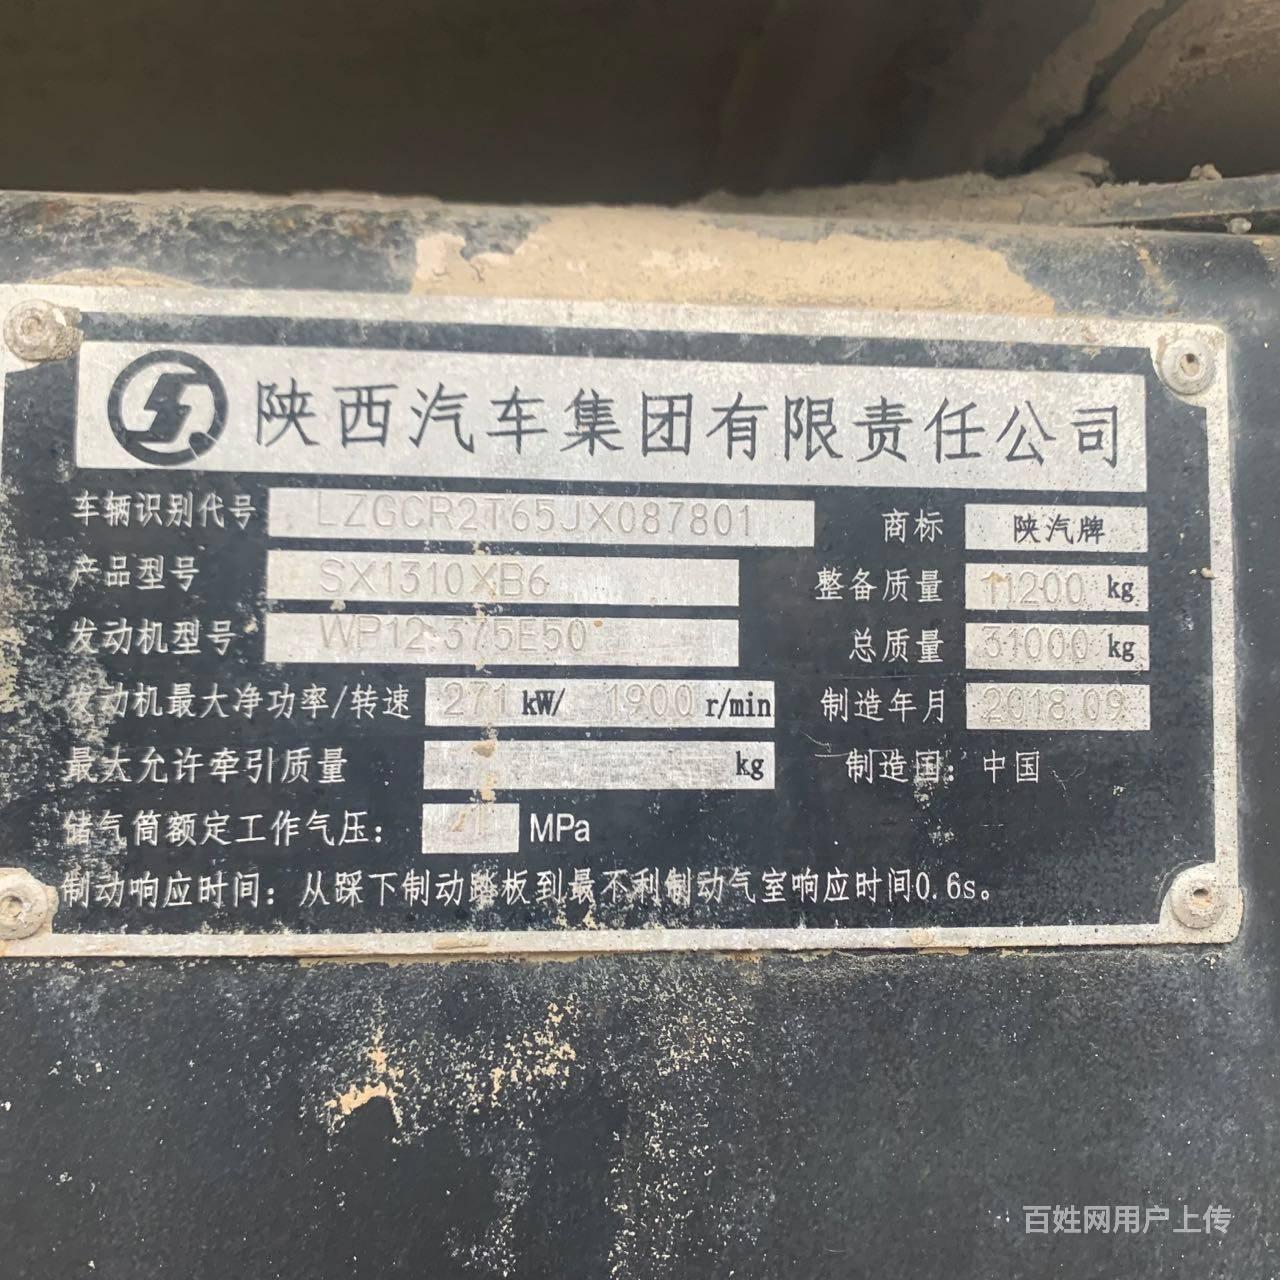 陕西汽车集团有限责任公司
车辆识别代号 LZGCR2T65JX087801 商标 陕汽牌
产品型号 SX1310XB6 整备质量 11200 kg
发动机型号 WP12.375E50 总质量 31000 kg
发动机最大净功率/转速 271 kW/ 1900 r/min 制造年月 2018.09
最大允许牵引质量 kg 制造国：中国
储气筒额定工作气压： MPa
制动响应时间：从踩下制动踏板到最不利制动气室响应时间0.6s。
百姓网用户上传